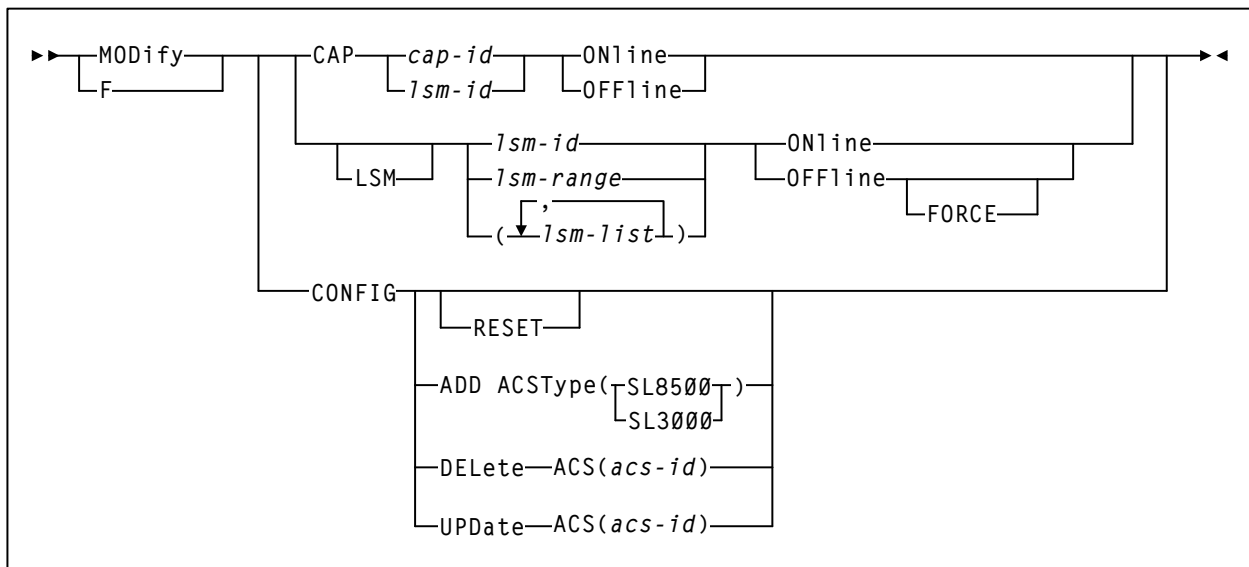 MODify CAP cap-id ONline
F lsm-id OFFline
lsm-id ONline
LSM lsm-range OFFline
, FORCE
( lsm-list )
CONFIG
RESET
ADD ACSType( SL8500 )
SL3000
DELete ACS(acs-id)
UPDate ACS(acs-id)